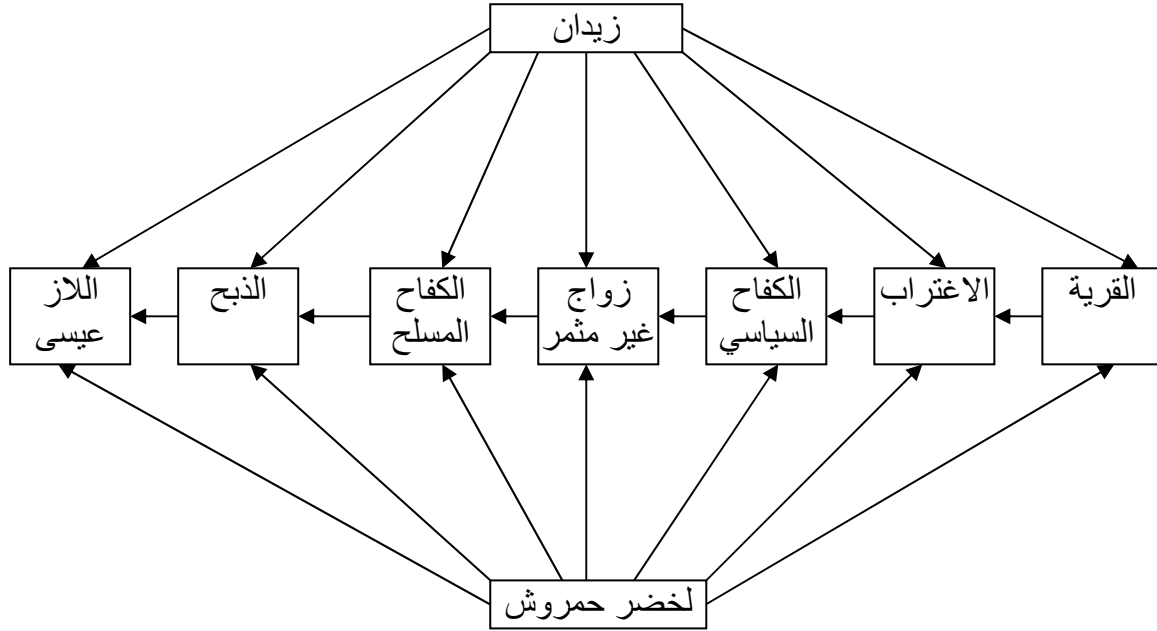 زيدان
القرية
الاغتراب
الكفاح
السياسي
زواج
غير مثمر
الكفاح
المسلح
الذبح
اللاز
عيسى
لخضر حمروش